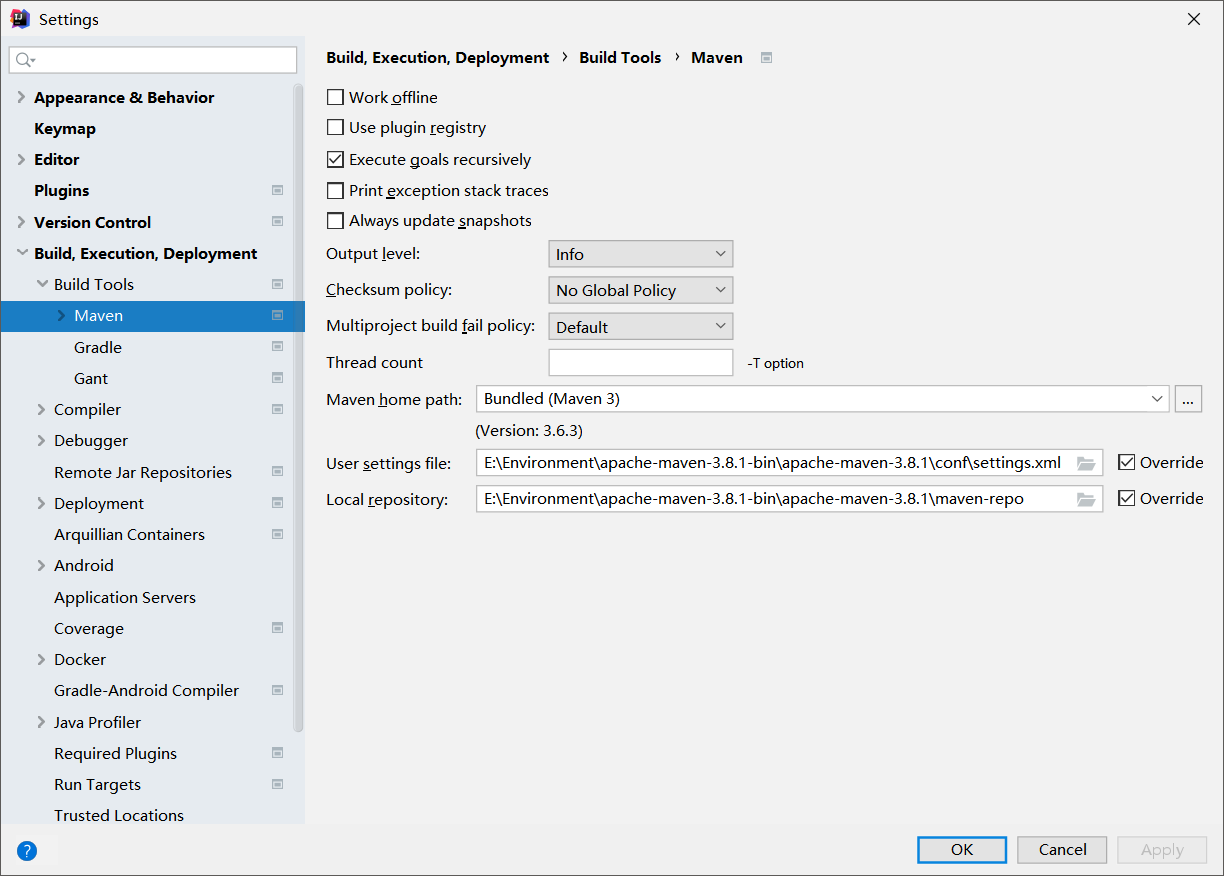 Settings
Build, Execution, Deployment › Build Tools › Maven
Appearance & Behavior
Keymap
Editor
Plugins
Version Control
Build, Execution, Deployment
Build Tools
Maven
Gradle
Gant
Compiler
Debugger
Remote Jar Repositories
Deployment
Arquillian Containers
Android
Application Servers
Coverage
Docker
Gradle-Android Compiler
Java Profiler
Required Plugins
Run Targets
Trusted Locations
Work offline
Use plugin registry
Execute goals recursively
Print exception stack traces
Always update snapshots
Output level: Info
Checksum policy: No Global Policy
Multiproject build fail policy: Default
Thread count -T option
Maven home path: Bundled (Maven 3) ...
(Version: 3.6.3)
User settings file: E:\Environment\apache-maven-3.8.1-bin\apache-maven-3.8.1\conf\settings.xml Override
Local repository: E:\Environment\apache-maven-3.8.1-bin\apache-maven-3.8.1\maven-repo Override
? OK Cancel Apply